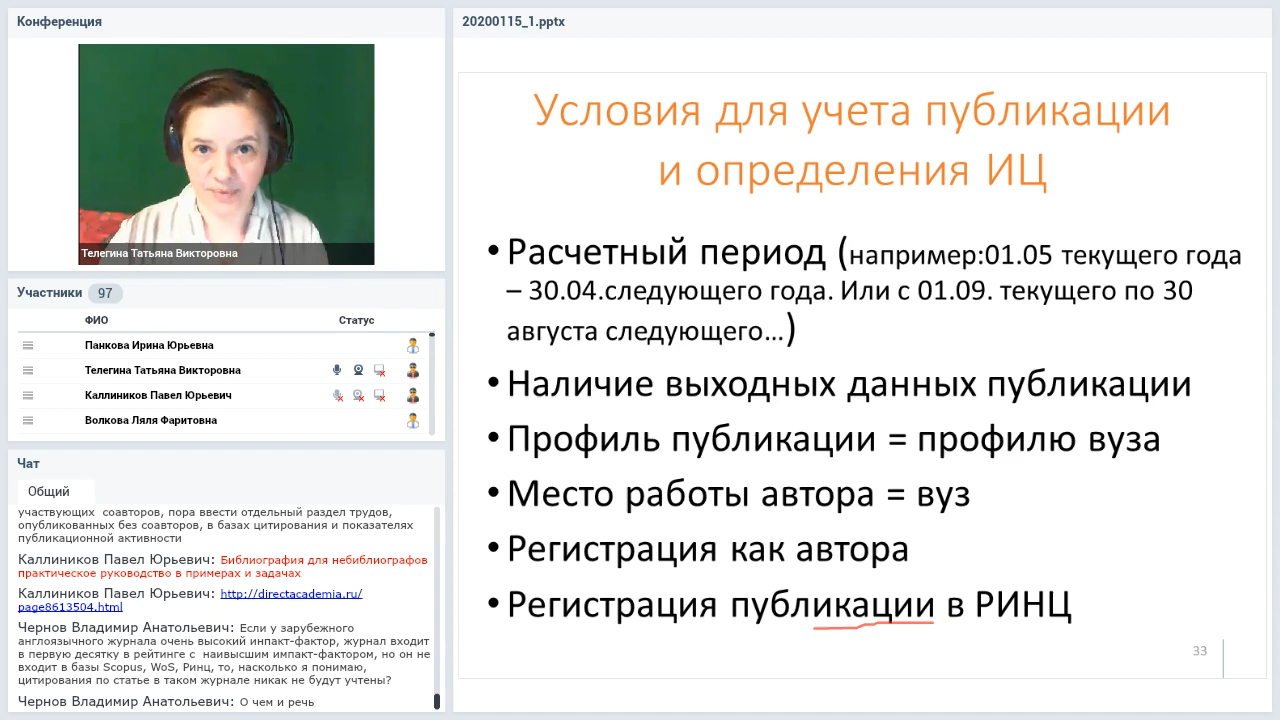 Конференция
Телегина Татьяна Викторовна
Участники 97
ФИО Статус
Панкова Ирина Юрьевна
Телегина Татьяна Викторовна
Каллиников Павел Юрьевич
Волкова Ляля Фаритовна
Чат
Общий
участвующих соавторов, пора ввести отдельный раздел трудов,
опубликованных без соавторов, в базах цитирования и показателях
публикационной активности
Каллиников Павел Юрьевич: Библиография для небиблиографов
практическое руководство в примерах и задачах
Каллиников Павел Юрьевич: http://directacademia.ru/
page8613504.html
Чернов Владимир Анатольевич: Если у зарубежного
англоязычного журнала очень высокий инпакт-фактор, журнал входит
в первую десятку в рейтинге с наивысшим импакт-фактором, но он не
входит в базы Scopus, WoS, Ринц, то, насколько я понимаю,
цитирования по статье в таком журнале никак не будут учтены?
Чернов Владимир Анатольевич: О чем и речь
20200115_1.pptx
Условия для учета публикации
и определения ИЦ
• Расчетный период (например:01.05 текущего года
– 30.04.следующего года. Или с 01.09. текущего по 30
августа следующего...)
• Наличие выходных данных публикации
• Профиль публикации = профилю вуза
• Место работы автора = вуз
• Регистрация как автора
• Регистрация публикации в РИНЦ
33